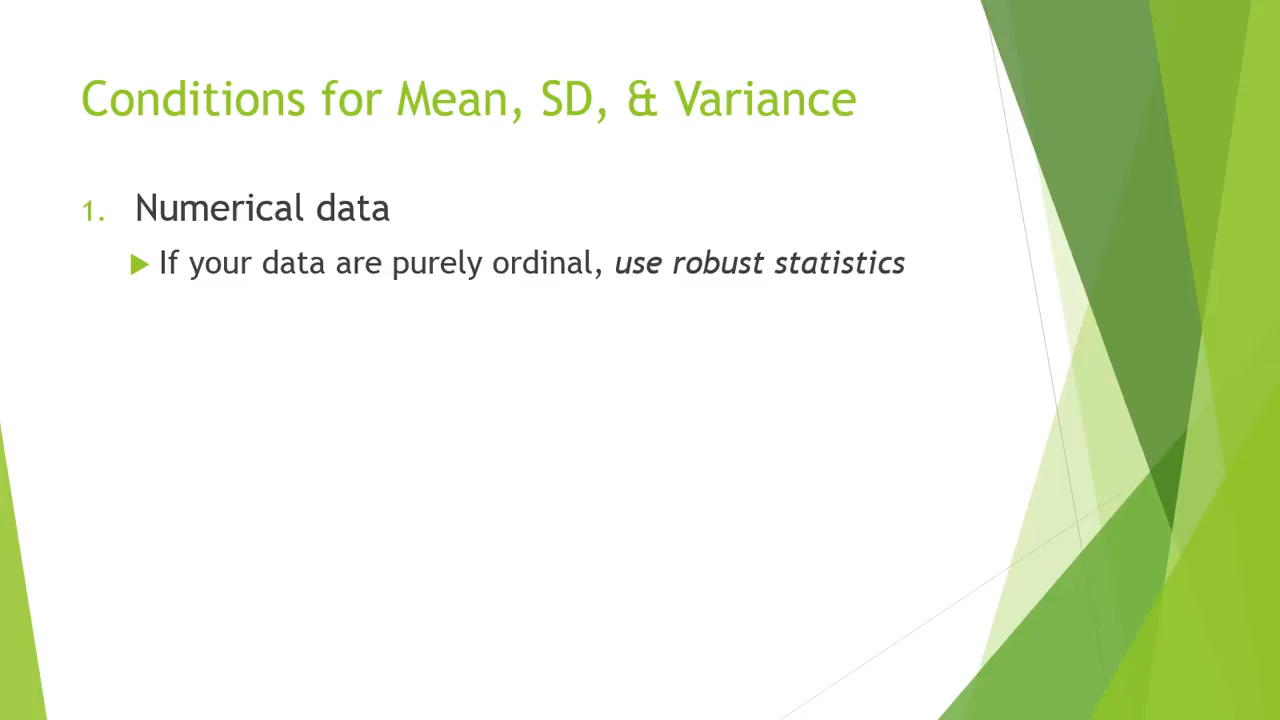 Conditions for Mean, SD, & Variance
1. Numerical data
If your data are purely ordinal, use robust statistics